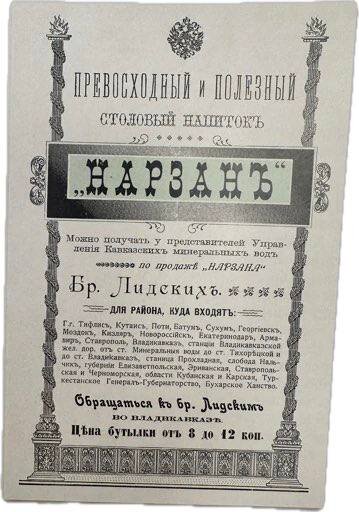 ПРЕВОСХОДНЫЙ и ПОЛЕЗНЫЙ
СТОЛОВЫЙ НАПИТОКЪ
„НАРЗАНЪ“
Можно получать у представителей Управ-
ленія Кавказскихъ минеральныхъ водъ
по продажѣ „НАРЗАНА“
Бр. Лидскихъ.
ДЛЯ РАЙОНА, КУДА ВХОДЯТЪ:
Г.г. Тифлисъ, Кутаисъ, Поти, Батумъ, Сухумъ, Георгіевскъ,
Моздокъ, Кизляръ, Новороссійскъ, Екатеринодаръ, Арма-
виръ, Ставрополь, Владикавказъ, станціи Владикавказской
жел. дор. отъ ст. Минеральныя воды до ст. Тихорѣцкой и
до ст. Владикавказъ, станица Прохладная, слобода Наль-
чикъ, губерніи Елизаветпольская, Эриванская, Ставрополь-
ская и Черноморская, области Кубанская и Карская, Тур-
кестанское Генералъ-Губернаторство, Бухарское Ханство.
Обращаться къ бр. Лидскимъ
ВО ВЛАДИКАВКАЗѢ.
Цѣна бутылки отъ 8 до 12 коп.